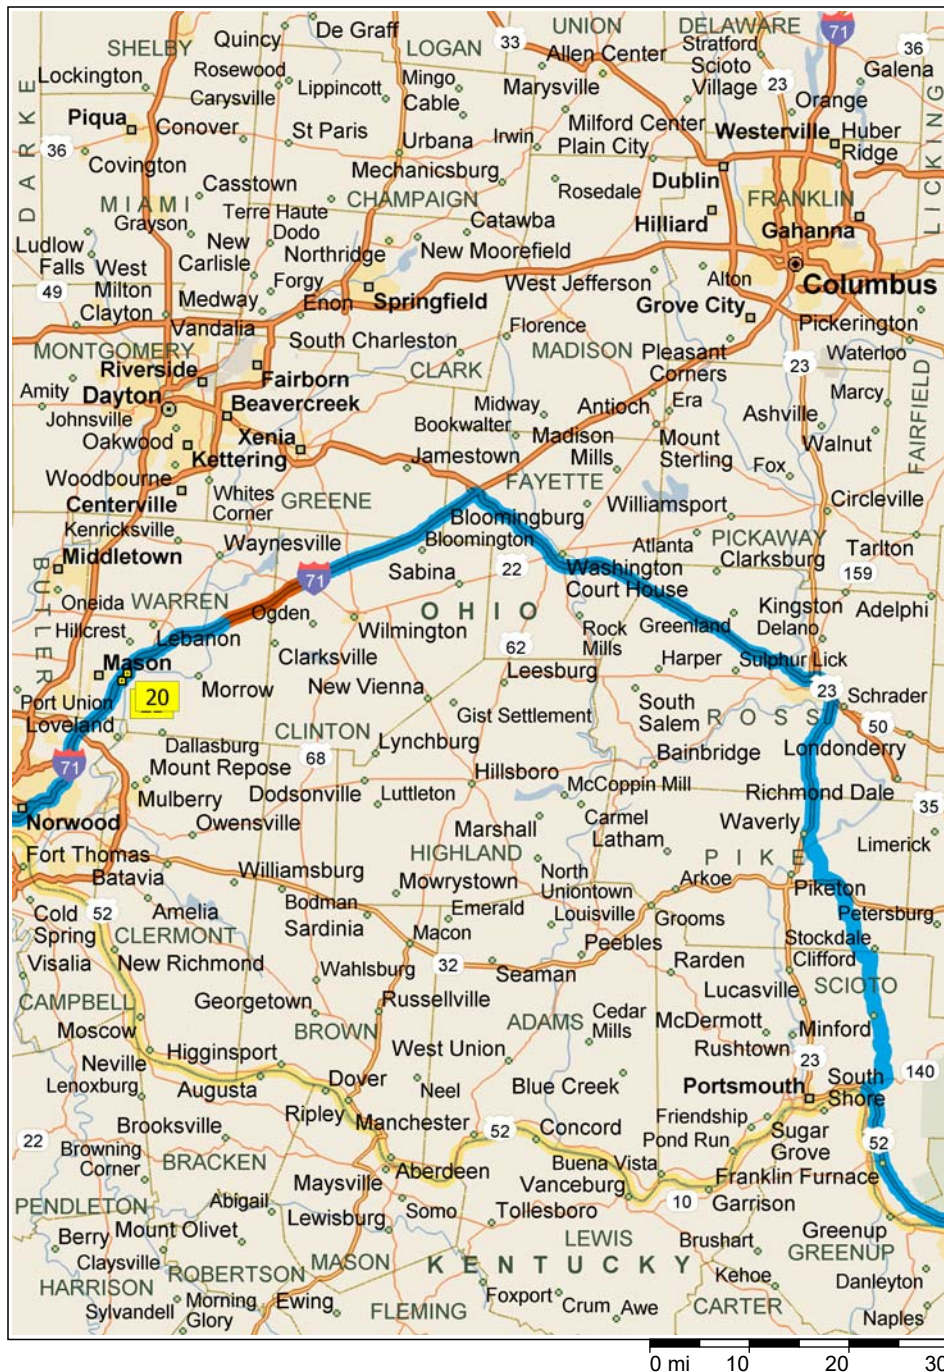 De Graff
UNION
DELAWARE
SHELBY
Quincy
LOGAN
33
Allen Center
Stratford
71
36
Lockington
Rosewood
Mingo
Scioto
Village
23
Galena
Carysville
Lippincott
Cable
Marysville
Orange
LICKING
DARKE
Piqua
Conover
St Paris
Urbana
Irwin
Milford Center
Westerville
Huber
Ridge
36
Plain City
Covington
Mechanicsburg
Dublin
Casstown
Rosedale
FRANKLIN
MIAMI
CHAMPAIGN
Grayson
Terre Haute
Dodo
Catawba
Hilliard
Gahanna
Ludlow
Falls
New
Carlisle
Northridge
New Moorefield
West
Milton
Forgy
West Jefferson
Alton
Columbus
49
Medway
Enon
Springfield
Grove City
Clayton
Vandalia
Florence
Pickerington
MONTGOMERY
South Charleston
MADISON
Pleasant
Corners
Waterloo
Riverside
CLARK
23
Amity
Dayton
Fairborn
Marcy
FAIRFIELD
Beavercreek
Midway
Antioch
Era
Johnsville
Bookwalter
Ashville
Oakwood
Xenia
Madison
Mills
Mount
Sterling
Walnut
Kettering
Jamestown
Fox
Woodbourne
FAYETTE
Centerville
Whites
Corner
GREENE
Williamsport
Circleville
Bloomingburg
Kenricksville
Waynesville
Bloomington
Atlanta
PICKAWAY
Tarlton
Middletown
71
Clarksburg
BUTLER
Sabina
22
Washington
Court House
159
Oneida
WARREN
Ogden
OHIO
Kingston
Adelphi
Hillcrest
Lebanon
Wilmington
Rock
Mills
Greenland
Delano
Clarksville
62
Mason
Leesburg
Harper
Sulphur Lick
Port Union
20
Morrow
New Vienna
South
Salem
23
Schrader
Loveland
Gist Settlement
ROSS
50
CLINTON
Dallasburg
68
Lynchburg
Bainbridge
Londonderry
71
Mount Repose
Hillsboro
Mulberry
Dodsonville
Luttleton
McCoppin Mill
Richmond Dale
35
Norwood
Owensville
Marshall
Carmel
Latham
Waverly
Limerick
Fort Thomas
HIGHLAND
PIKE
Batavia
Williamsburg
Mowrystown
North
Uniontown
Arkoe
Piketon
Cold
Spring
52
Amelia
Bodman
Emerald
Louisville
Grooms
Petersburg
CLERMONT
Sardinia
Macon
Peebles
Stockdale
Visalia
New Richmond
Wahlsburg
32
Seaman
Rarden
Clifford
CAMPBELL
Georgetown
Russellville
Lucasville
SCIOTO
Moscow
BROWN
ADAMS
Cedar
Mills
McDermott
Minford
Neville
Higginsport
West Union
Rushtown
23
140
Lenoxburg
Augusta
Dover
Neel
Blue Creek
Portsmouth
South
Shore
Ripley
Manchester
Friendship
22
Brooksville
52
Concord
Pond Run
Sugar
Grove
52
Browning
Corner
BRACKEN
Aberdeen
Buena Vista
Franklin Furnace
Maysville
Vanceburg
10
Garrison
PENDLETON
Abigail
Somo
Tollesboro
Greenup
Mount Olivet
Lewisburg
Berry
LEWIS
Brushart
GREENUP
Claysville
MASON
KENTUCKY
Kehoe
Danleyton
HARRISON
ROBERTSON
Foxport
Sylvandell
Morning
Glory
Ewing
FLEMING
Crum
Awe
CARTER
Naples
0 mi 10 20 30